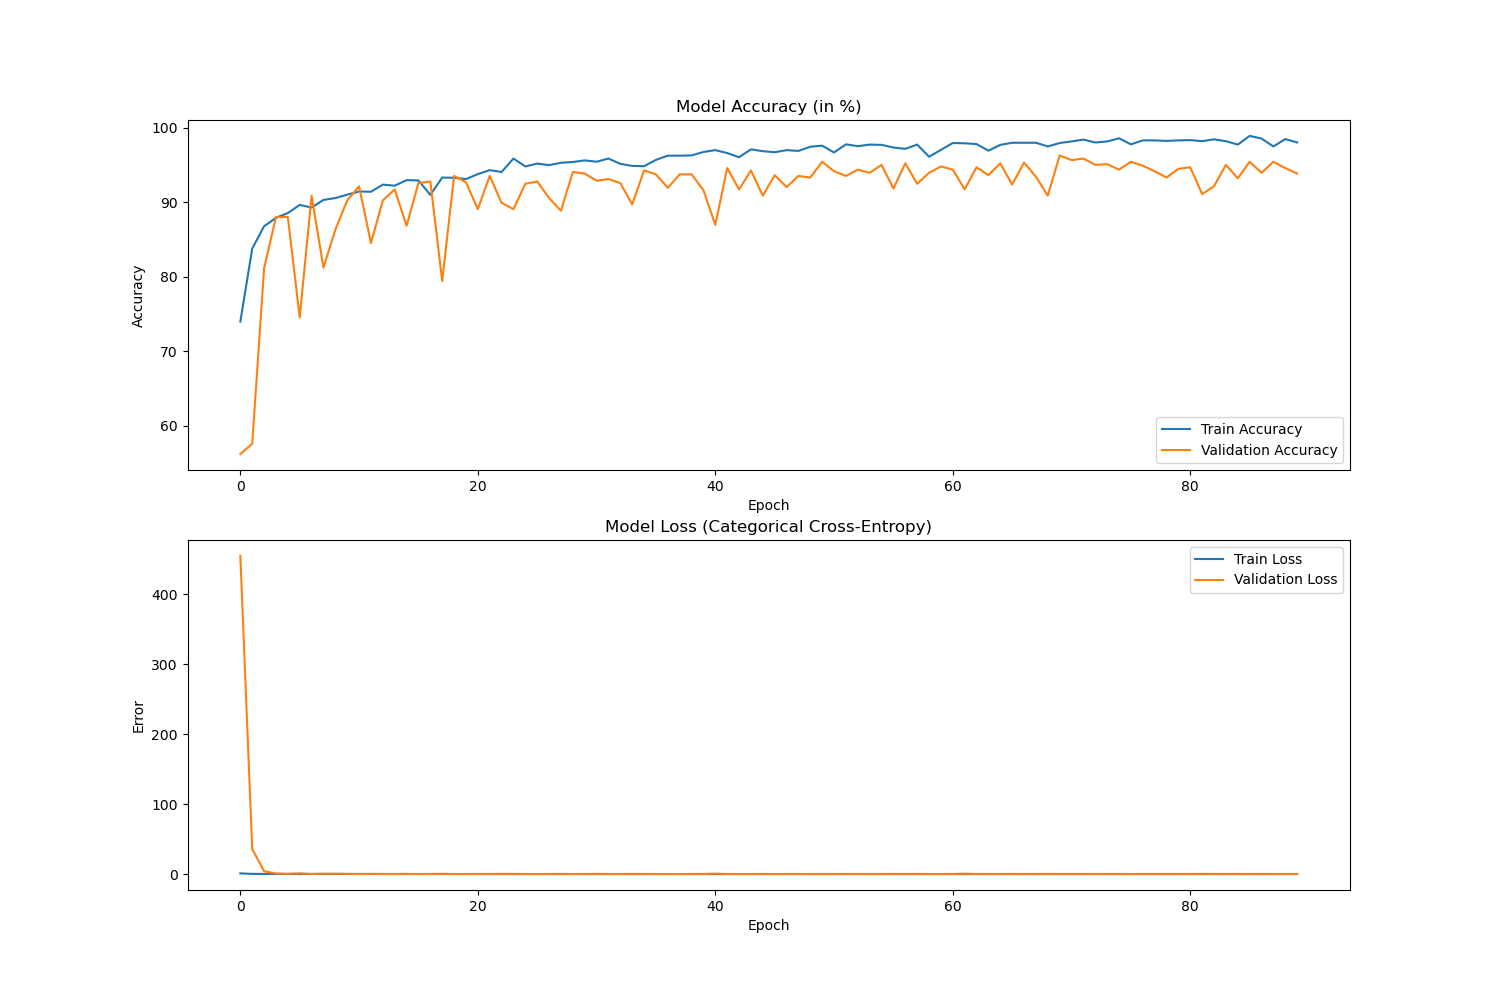 Model Accuracy (in %)
100
90
80
70
60
Accuracy
Train Accuracy
Validation Accuracy
0 20 40 60 80
Epoch
Model Loss (Categorical Cross-Entropy)
400
300
200
100
0
Error
Train Loss
Validation Loss
0 20 40 60 80
Epoch